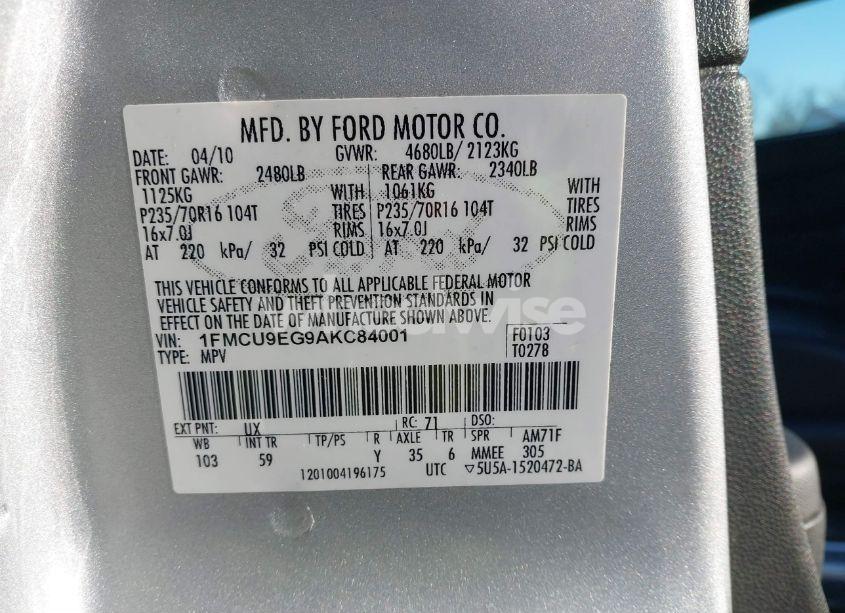 MFD. BY FORD MOTOR CO.
DATE: 04/10 GVWR: 4680LB/ 2123KG
FRONT GAWR: 2480LB REAR GAWR: 2340LB
1125KG WITH 1061KG WITH
P235/70R16 104T TIRES P235/70R16 104T TIRES
16x7.0J RIMS 16x7.0J RIMS
AT 220 kPa/ 32 PSI COLD AT 220 kPa/ 32 PSI COLD
THIS VEHICLE CONFORMS TO ALL APPLICABLE FEDERAL MOTOR
VEHICLE SAFETY AND THEFT PREVENTION STANDARDS IN
EFFECT ON THE DATE OF MANUFACTURE SHOWN ABOVE.
VIN: 1FMCU9EG9AKC84001 F0103
TYPE: MPV T0278
EXT PNT: UX RC: 71 DSO:
WB INT TR TP/PS R AXLE TR SPR AM71F
103 59 Y 35 6 MMEE 305
1201004196175 UTC ▽5U5A-1520472-BA